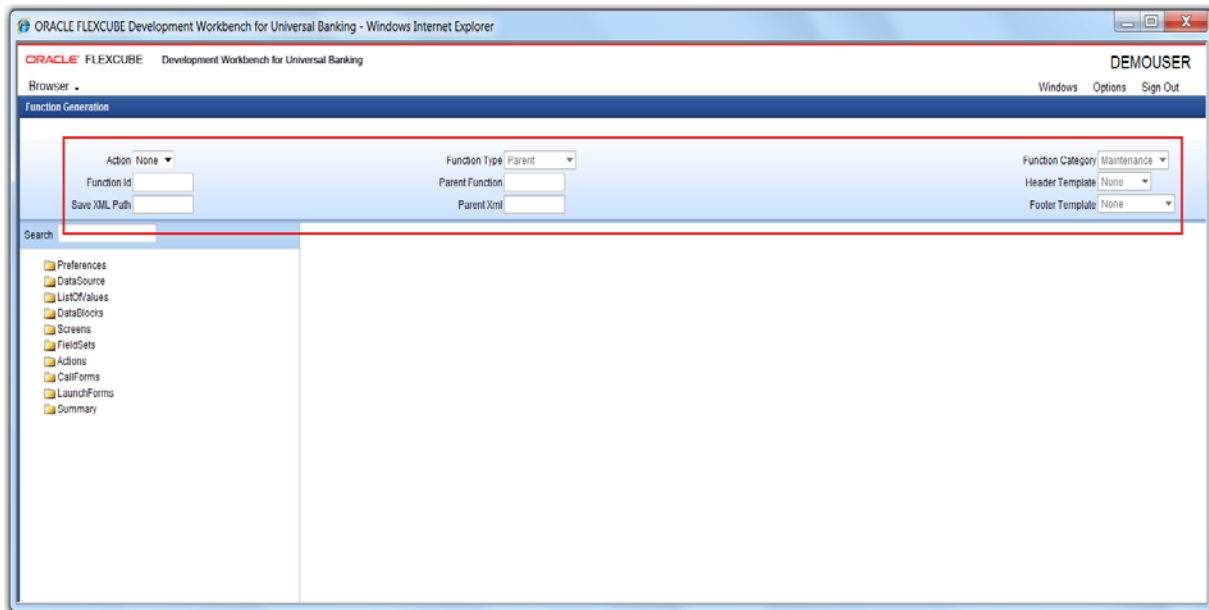 ORACLE FLEXCUBE Development Workbench for Universal Banking - Windows Internet Explorer
ORACLE FLEXCUBE Development Workbench for Universal Banking DEMOUSER
Browser Windows Options Sign Out
Function Generation
Action None Function Type Parent Function Category Maintenance
Function Id Parent Function Header Template None
Save XML Path Parent Xml Footer Template None
Search
Preferences
DataSource
ListOfValues
DataBlocks
Screens
FieldSets
Actions
CallForms
LaunchForms
Summary